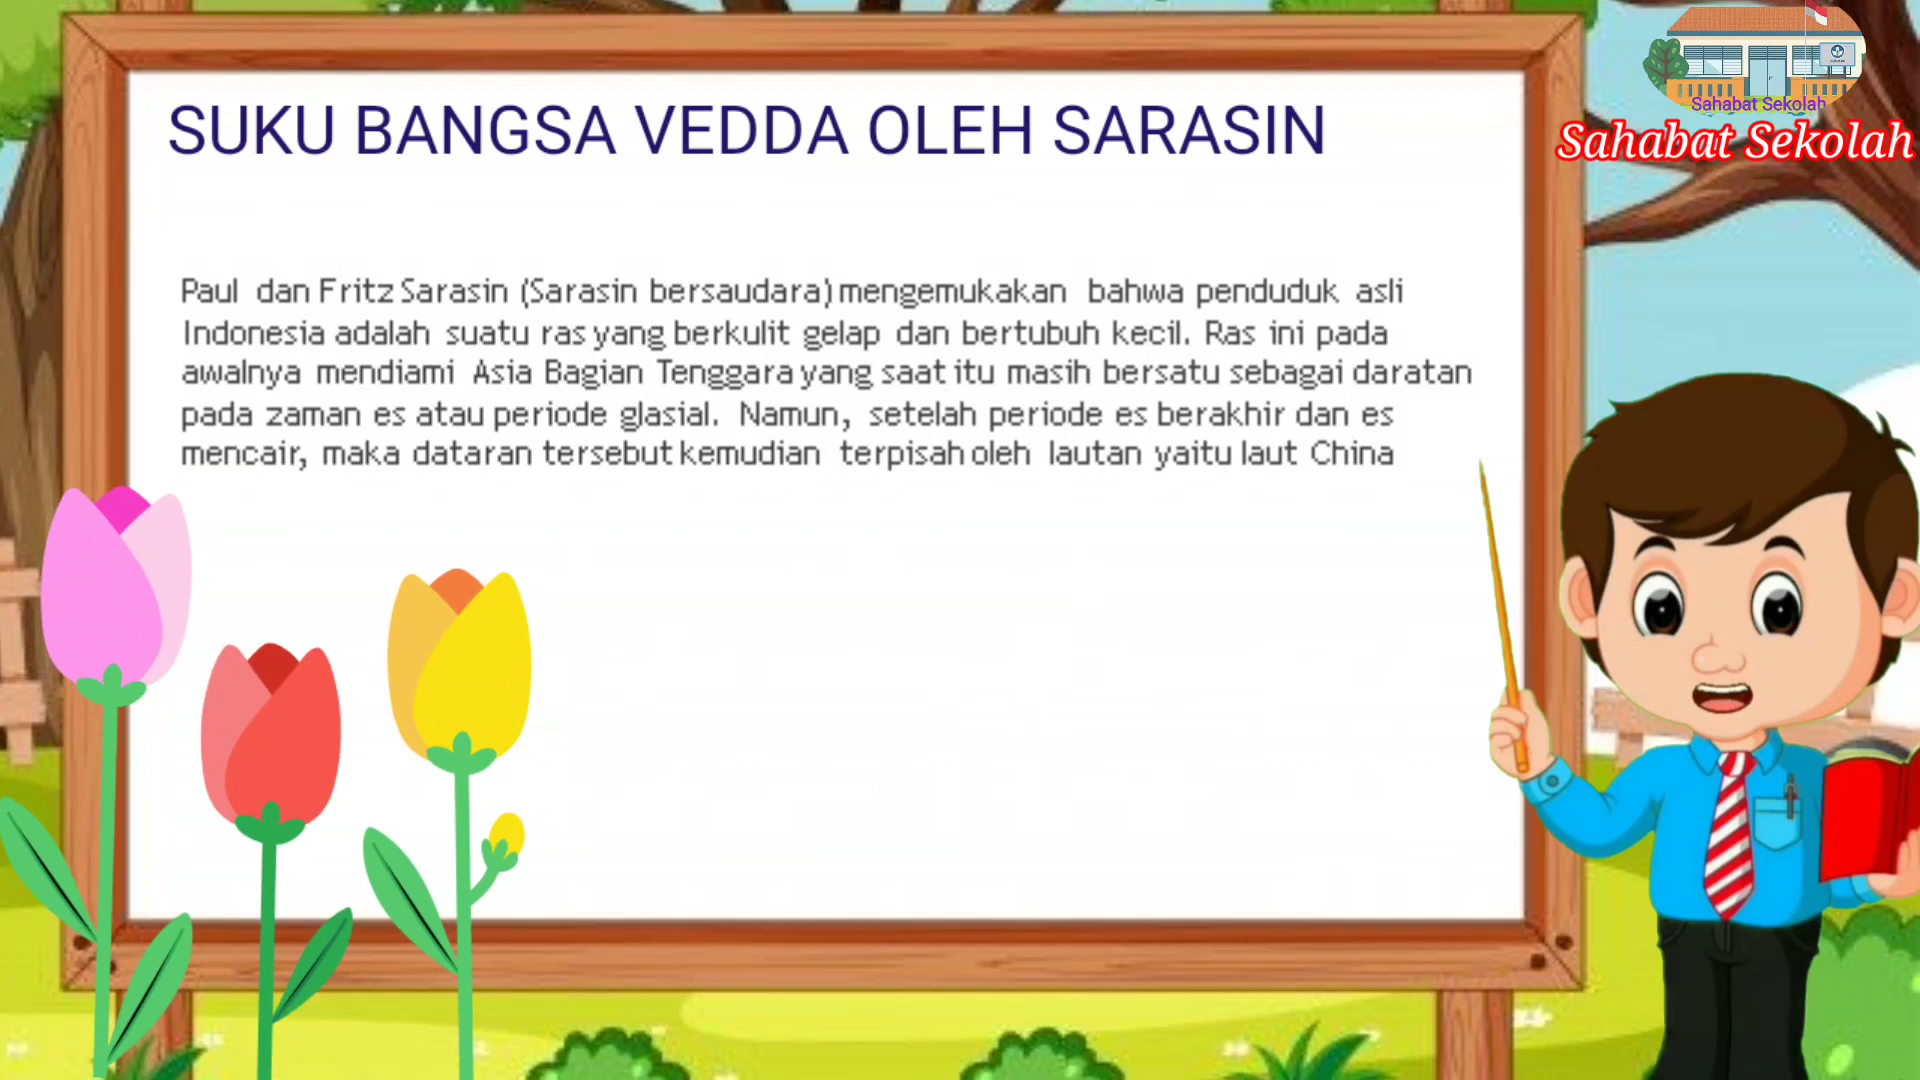 SUKU BANGSA VEDDA OLEH SARASIN
Sahabat Sekolah
Sahabat Sekolah
Paul dan Fritz Sarasin (Sarasin bersaudara) mengemukakan bahwa penduduk asli
Indonesia adalah suatu ras yang berkulit gelap dan bertubuh kecil. Ras ini pada
awalnya mendiami Asia Bagian Tenggara yang saat itu masih bersatu sebagai daratan
pada zaman es atau periode glasial. Namun, setelah periode es berakhir dan es
mencair, maka dataran tersebut kemudian terpisah oleh lautan yaitu laut China